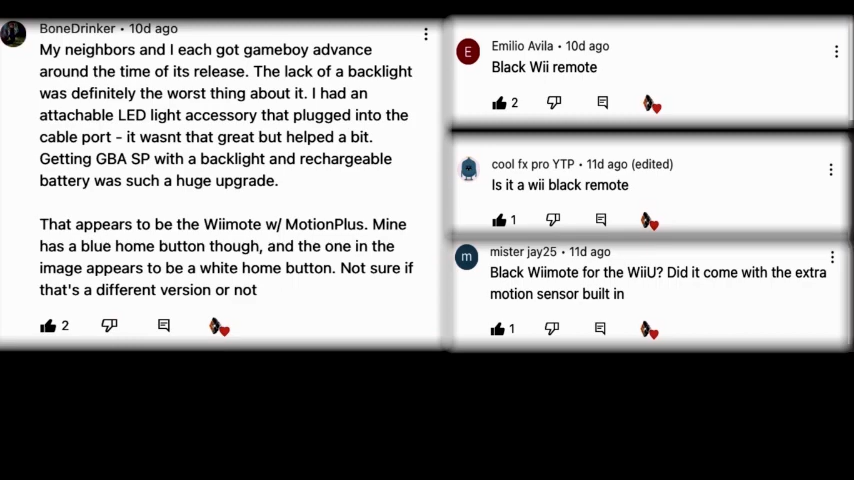 BoneDrinker • 10d ago
My neighbors and I each got gameboy advance
around the time of its release. The lack of a backlight
was definitely the worst thing about it. I had an
attachable LED light accessory that plugged into the
cable port - it wasnt that great but helped a bit.
Getting GBA SP with a backlight and rechargeable
battery was such a huge upgrade.
That appears to be the Wiimote w/ MotionPlus. Mine
has a blue home button though, and the one in the
image appears to be a white home button. Not sure if
that's a different version or not
2
E
Emilio Avila • 10d ago
Black Wii remote
2
cool fx pro YTP • 11d ago (edited)
Is it a wii black remote
1
m
mister jay25 • 11d ago
Black Wiimote for the WiiU? Did it come with the extra
motion sensor built in
1